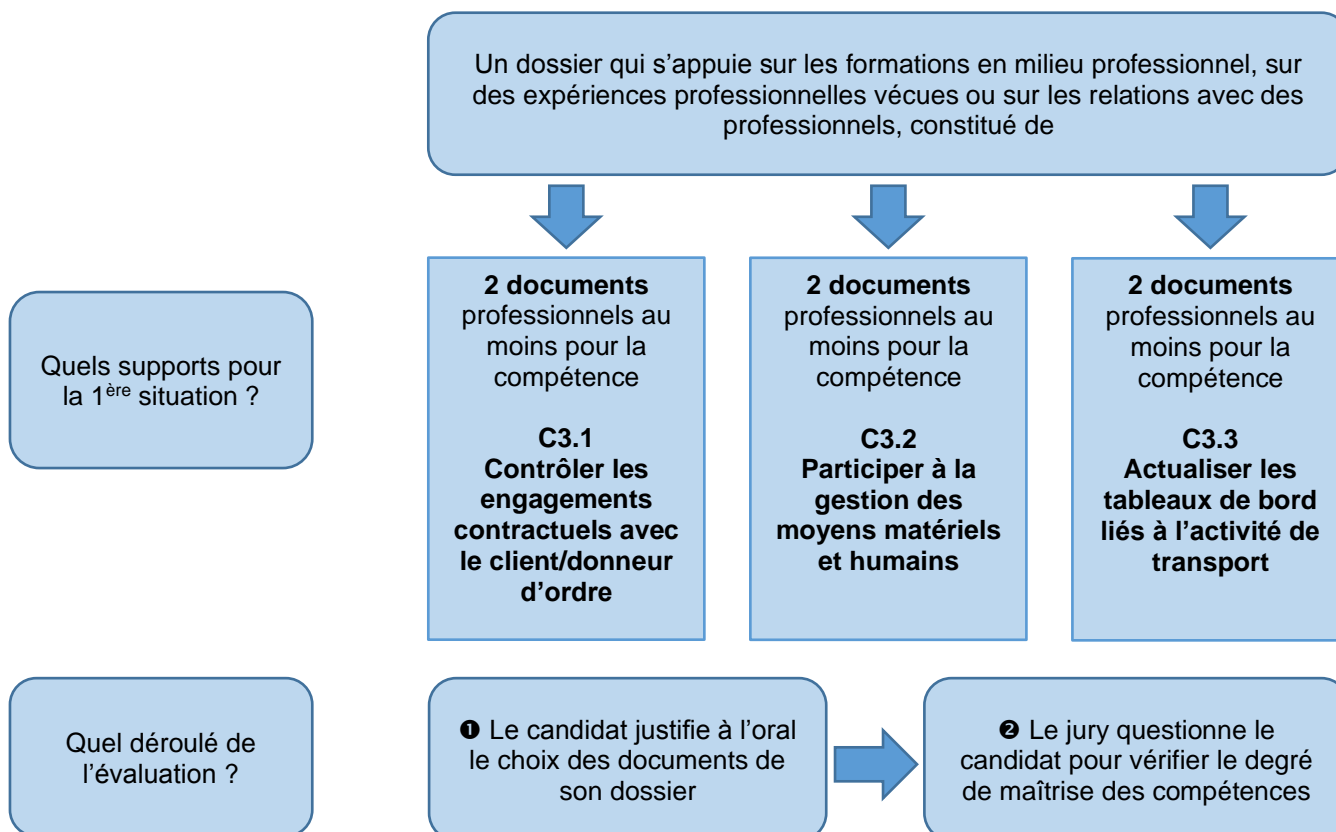 Un dossier qui s’appuie sur les formations en milieu professionnel, sur
des expériences professionnelles vécues ou sur les relations avec des
professionnels, constitué de
Quels supports pour
la 1ère situation ?
2 documents
professionnels au
moins pour la
compétence
C3.1
Contrôler les
engagements
contractuels avec
le client/donneur
d’ordre
2 documents
professionnels au
moins pour la
compétence
C3.2
Participer à la
gestion des
moyens matériels
et humains
2 documents
professionnels au
moins pour la
compétence
C3.3
Actualiser les
tableaux de bord
liés à l’activité de
transport
Quel déroulé de
l’évaluation ?
❶ Le candidat justifie à l’oral
le choix des documents de
son dossier
❷ Le jury questionne le
candidat pour vérifier le degré
de maîtrise des compétences